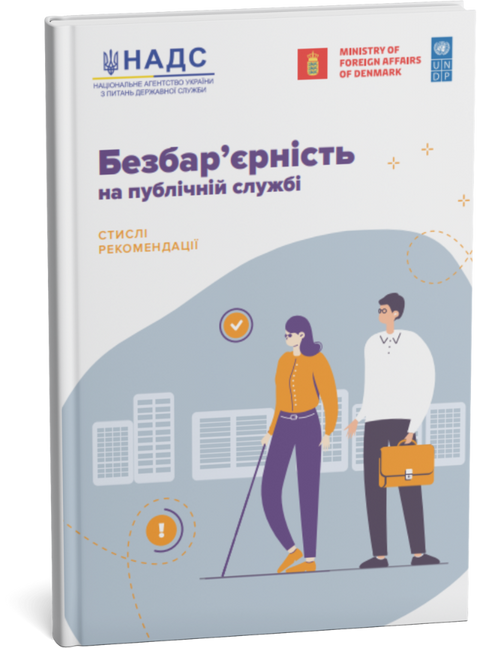 НАДС
НАЦІОНАЛЬНЕ АГЕНТСТВО УКРАЇНИ
З ПИТАНЬ ДЕРЖАВНОЇ СЛУЖБИ
MINISTRY OF
FOREIGN AFFAIRS
OF DENMARK
U N
D P
Безбар’єрність
на публічній службі
СТИСЛІ
РЕКОМЕНДАЦІЇ
!